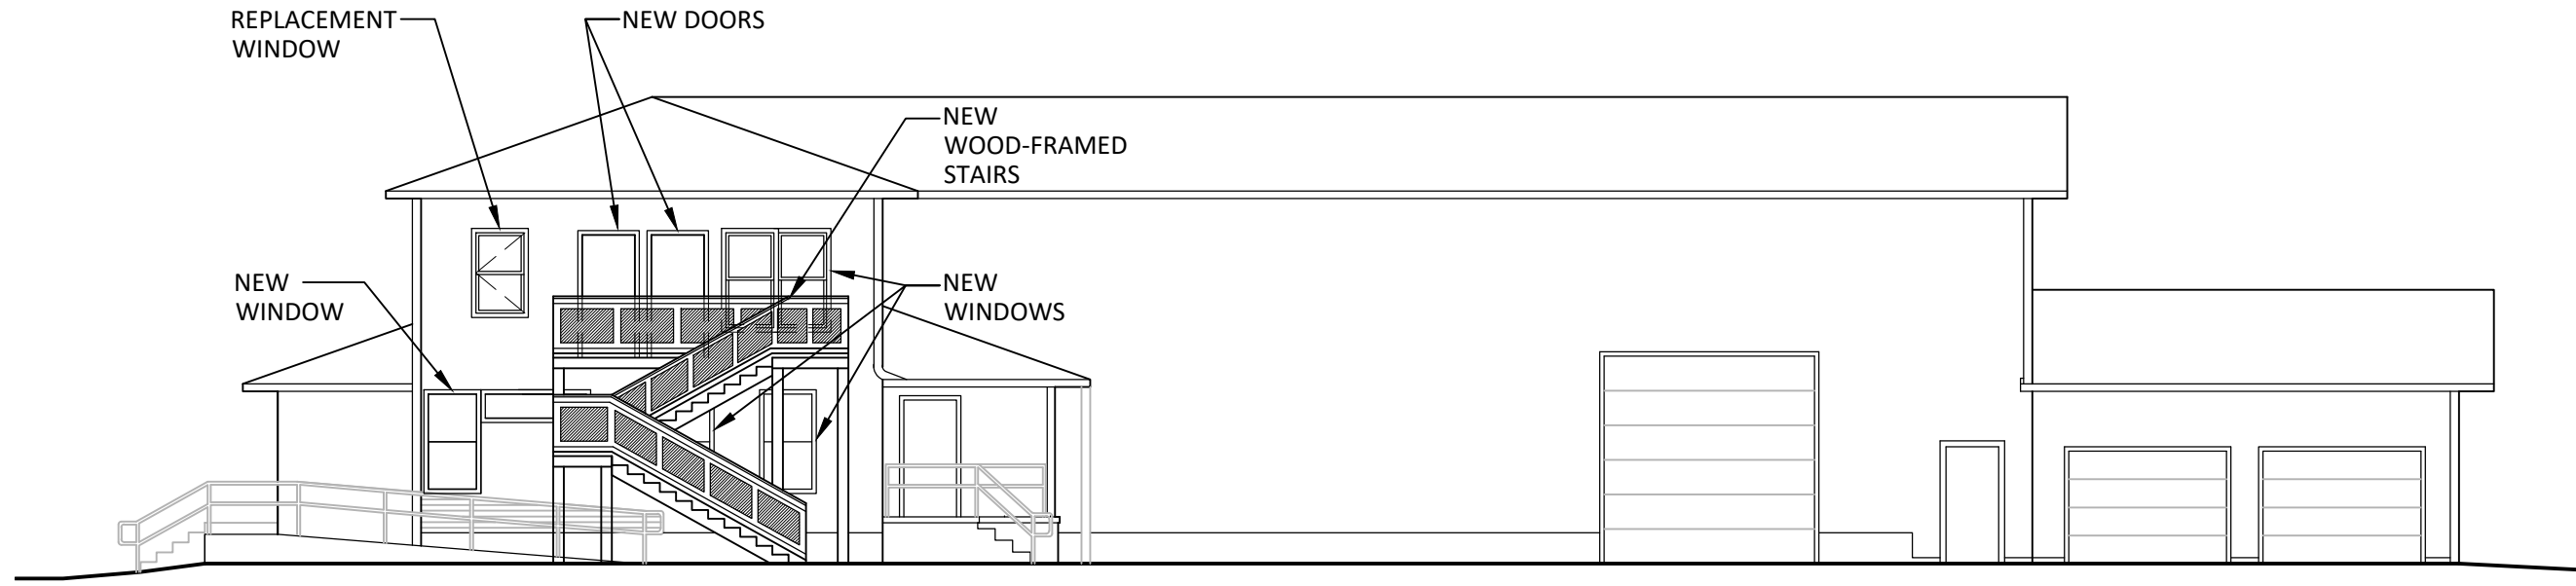 REPLACEMENT
WINDOW
NEW DOORS
NEW
WOOD-FRAMED
STAIRS
NEW
WINDOW
NEW
WINDOWS